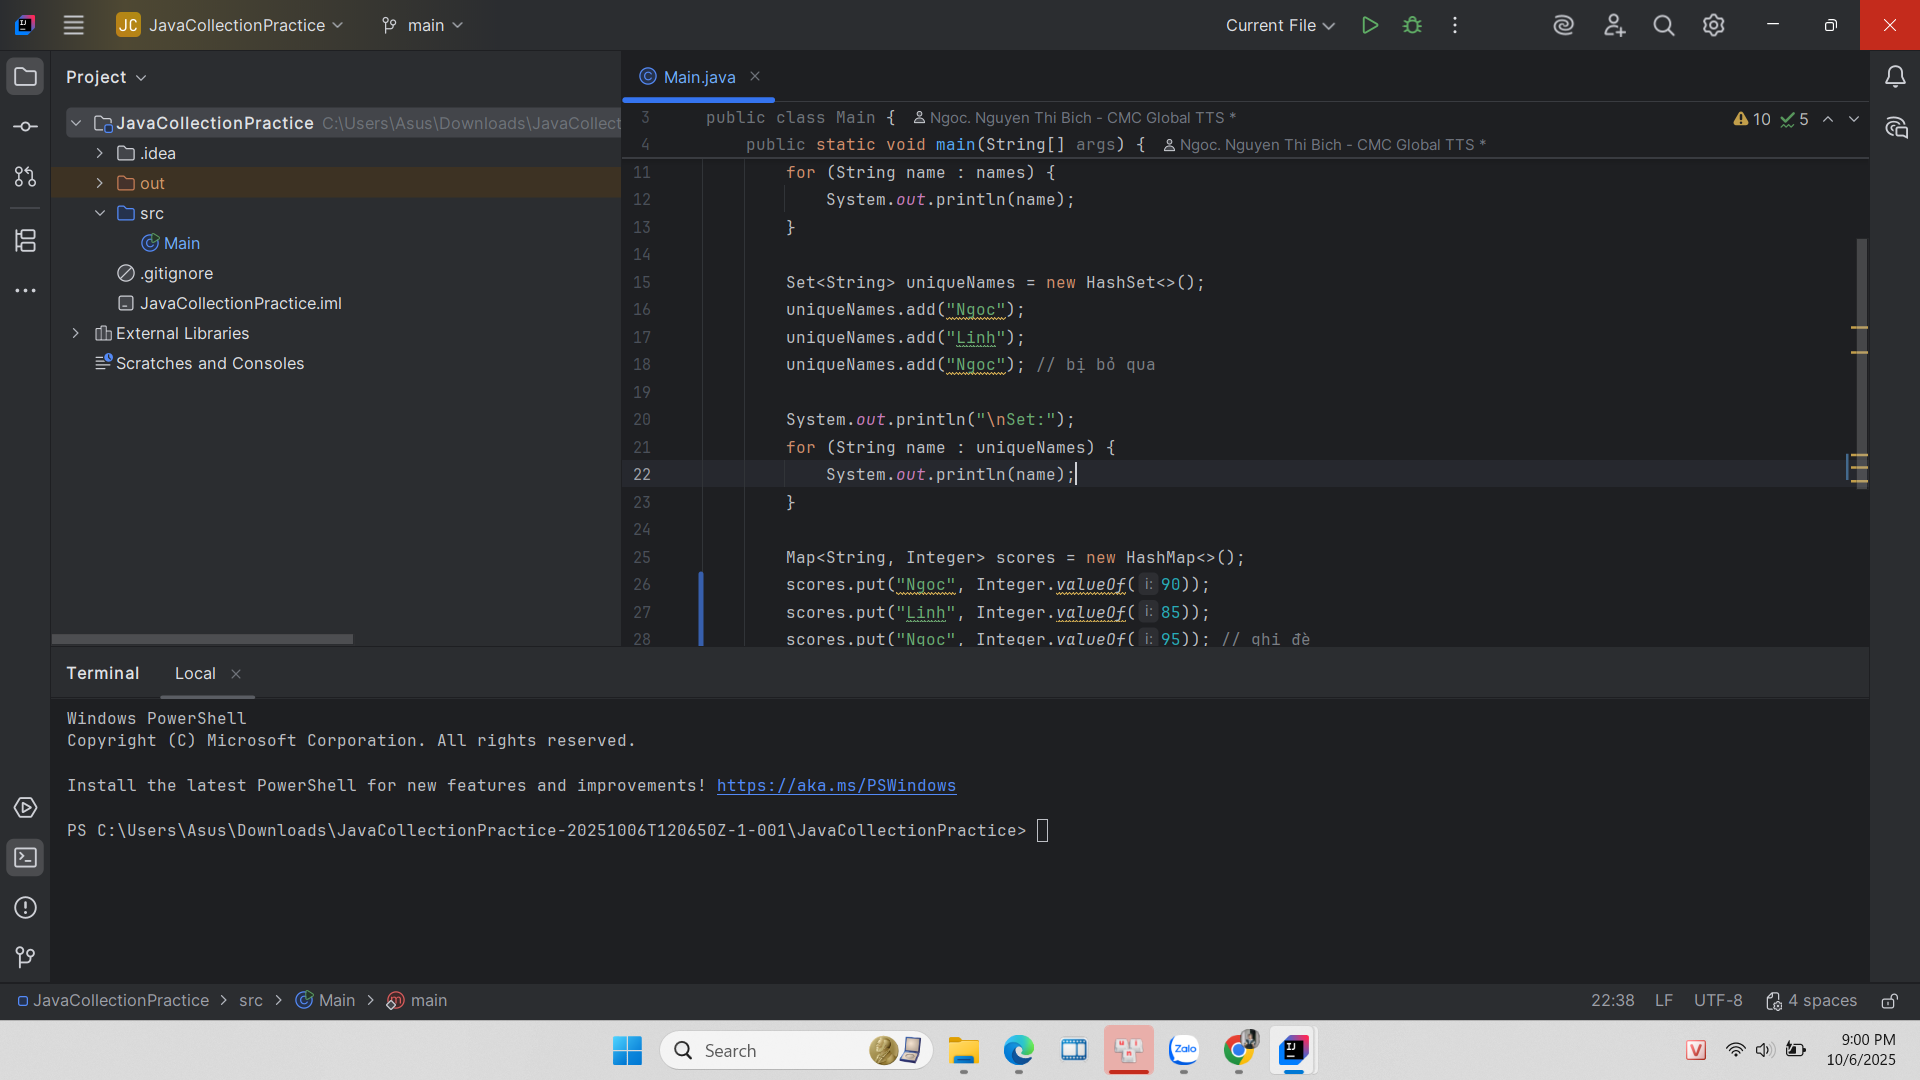 JC JavaCollectionPractice main Current File
Project
JavaCollectionPractice C:\Users\Asus\Downloads\JavaCollect
.idea
out
src
Main
.gitignore
JavaCollectionPractice.iml
External Libraries
Scratches and Consoles
Main.java
3 public class Main { Ngoc. Nguyen Thi Bich - CMC Global TTS *
4 public static void main(String[] args) { Ngoc. Nguyen Thi Bich - CMC Global TTS *
10 5
11 for (String name : names) {
12 System.out.println(name);
13 }
14
15 Set<String> uniqueNames = new HashSet<>();
16 uniqueNames.add("Ngoc");
17 uniqueNames.add("Linh");
18 uniqueNames.add("Ngoc"); // bị bỏ qua
19
20 System.out.println("\nSet:");
21 for (String name : uniqueNames) {
22 System.out.println(name);
23 }
24
25 Map<String, Integer> scores = new HashMap<>();
26 scores.put("Ngoc", Integer.valueOf( i: 90));
27 scores.put("Linh", Integer.valueOf( i: 85));
28 scores.put("Ngoc", Integer.valueOf( i: 95)); // ghi đè
Terminal Local
Windows PowerShell
Copyright (C) Microsoft Corporation. All rights reserved.
Install the latest PowerShell for new features and improvements! https://aka.ms/PSWindows
PS C:\Users\Asus\Downloads\JavaCollectionPractice-20251006T120650Z-1-001\JavaCollectionPractice>
JavaCollectionPractice > src > Main > main
22:38 LF UTF-8 4 spaces
Search
Zalo
V
9:00 PM
10/6/2025